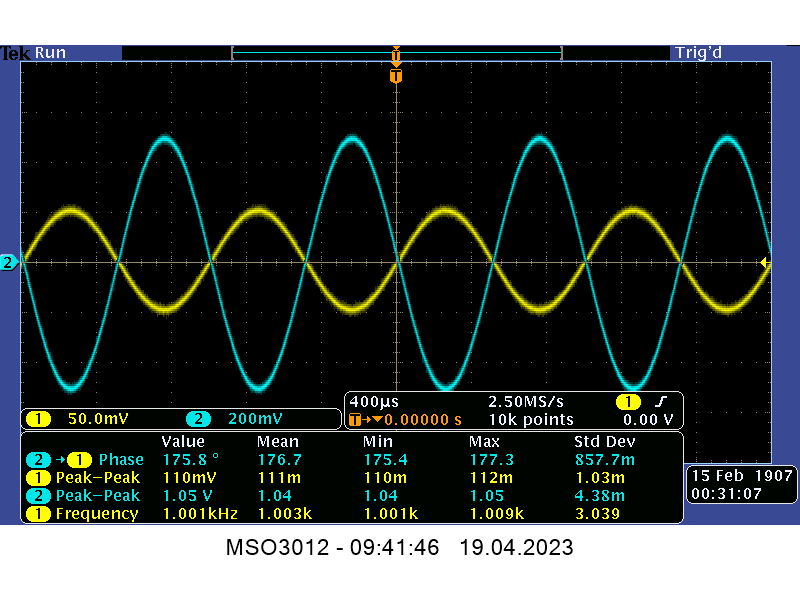 Tek Run Trig'd
T
T
2
400µs 2.50MS/s 1
T→▼0.00000 s 10k points 0.00 V
1 50.0mV 2 200mV
Value Mean Min Max Std Dev
2 →1 Phase 175.8 ° 176.7 175.4 177.3 857.7m
1 Peak−Peak 110mV 111m 110m 112m 1.03m
2 Peak−Peak 1.05 V 1.04 1.04 1.05 4.38m
1 Frequency 1.001kHz 1.003k 1.001k 1.009k 3.039
15 Feb 1907
00:31:07
MSO3012 - 09:41:46 19.04.2023